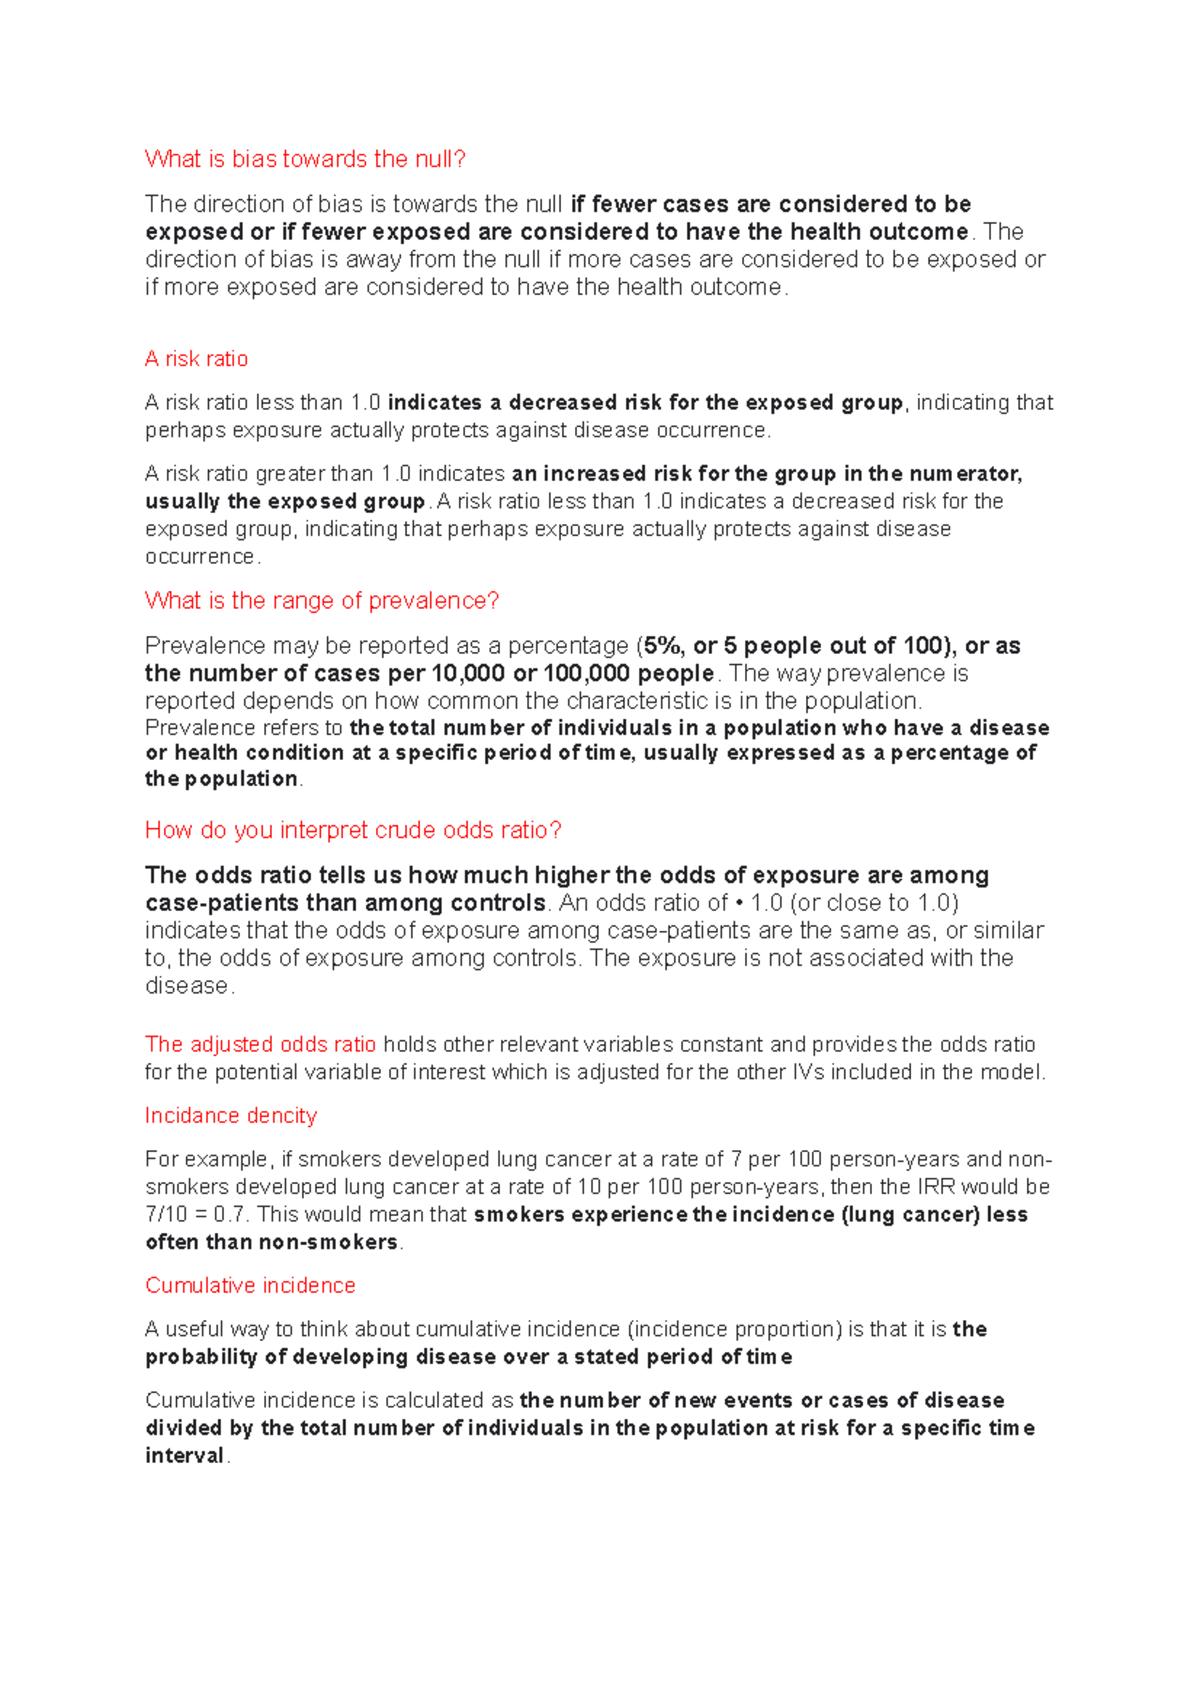 What is bias towards the null?
The direction of bias is towards the null if fewer cases are considered to be
exposed or if fewer exposed are considered to have the health outcome. The
direction of bias is away from the null if more cases are considered to be exposed or
if more exposed are considered to have the health outcome.
A risk ratio
A risk ratio less than 1.0 indicates a decreased risk for the exposed group, indicating that
perhaps exposure actually protects against disease occurrence.
A risk ratio greater than 1.0 indicates an increased risk for the group in the numerator,
usually the exposed group. A risk ratio less than 1.0 indicates a decreased risk for the
exposed group, indicating that perhaps exposure actually protects against disease
occurrence.
What is the range of prevalence?
Prevalence may be reported as a percentage (5%, or 5 people out of 100), or as
the number of cases per 10,000 or 100,000 people. The way prevalence is
reported depends on how common the characteristic is in the population.
Prevalence refers to the total number of individuals in a population who have a disease
or health condition at a specific period of time, usually expressed as a percentage of
the population.
How do you interpret crude odds ratio?
The odds ratio tells us how much higher the odds of exposure are among
case-patients than among controls. An odds ratio of • 1.0 (or close to 1.0)
indicates that the odds of exposure among case-patients are the same as, or similar
to, the odds of exposure among controls. The exposure is not associated with the
disease.
The adjusted odds ratio holds other relevant variables constant and provides the odds ratio
for the potential variable of interest which is adjusted for the other IVs included in the model.
Incidance dencity
For example, if smokers developed lung cancer at a rate of 7 per 100 person-years and non-
smokers developed lung cancer at a rate of 10 per 100 person-years, then the IRR would be
7/10 = 0.7. This would mean that smokers experience the incidence (lung cancer) less
often than non-smokers.
Cumulative incidence
A useful way to think about cumulative incidence (incidence proportion) is that it is the
probability of developing disease over a stated period of time
Cumulative incidence is calculated as the number of new events or cases of disease
divided by the total number of individuals in the population at risk for a specific time
interval.